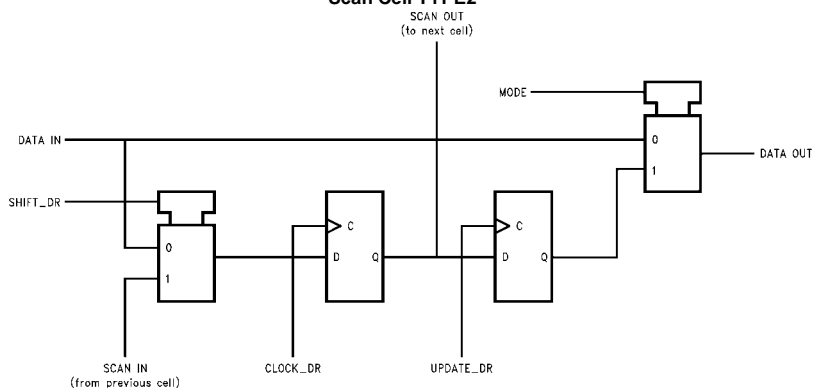 Scan Cell TYPE2
SCAN OUT
(to next cell)
MODE
DATA IN
0
1
DATA OUT
SHIFT_DR
0
1
C
D Q
C
D Q
SCAN IN
(from previous cell)
CLOCK_DR
UPDATE_DR